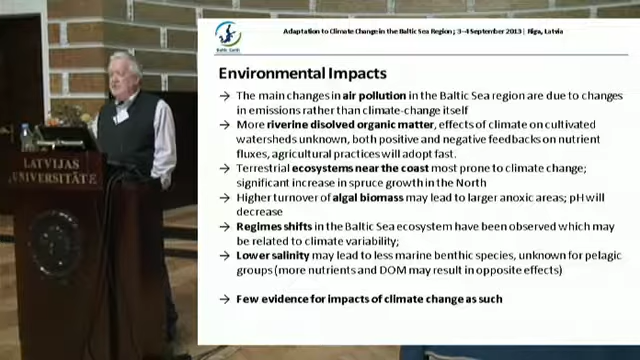 Adaptation to Climate Change in the Baltic Sea Region; 3–4 September 2013 | Riga, Latvia
Baltic Earth
Environmental Impacts
→ The main changes in air pollution in the Baltic Sea region are due to changes
in emissions rather than climate-change itself
→ More riverine disolved organic matter, effects of climate on cultivated
watersheds unknown, both positive and negative feedbacks on nutrient
fluxes, agricultural practices will adopt fast.
→ Terrestrial ecosystems near the coast most prone to climate change;
significant increase in spruce growth in the North
→ Higher turnover of algal biomass may lead to larger anoxic areas; pH will
decrease
→ Regimes shifts in the Baltic Sea ecosystem have been observed which may
be related to climate variability;
→ Lower salinity may lead to less marine benthic species, unknown for pelagic
groups (more nutrients and DOM may result in opposite effects)
→ Few evidence for impacts of climate change as such
LATVIJAS
UNIVERSITĀTE